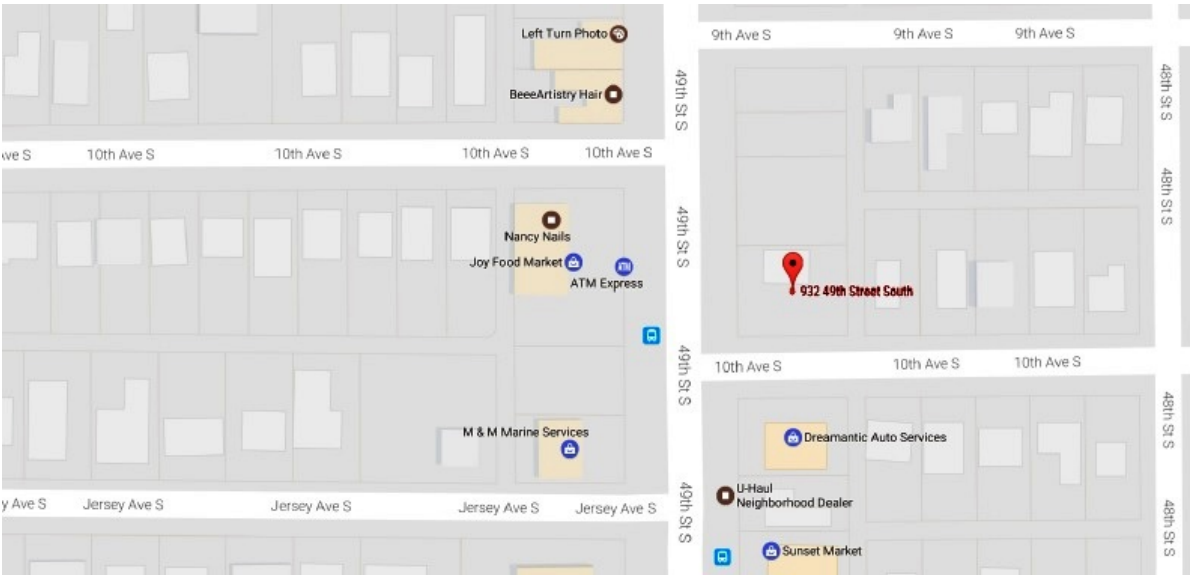 Left Turn Photo
9th Ave S
9th Ave S
9th Ave S
49th St S
48th St S
BeeeArtistry Hair
ve S
10th Ave S
10th Ave S
10th Ave S
10th Ave S
48th St S
49th St S
Nancy Nails
Joy Food Market
ATM
ATM Express
932 49th Street South
49th St S
10th Ave S
10th Ave S
10th Ave S
48th St S
M & M Marine Services
Dreamantic Auto Services
U-Haul
Neighborhood Dealer
y Ave S
Jersey Ave S
Jersey Ave S
Jersey Ave S
Jersey Ave S
49th St S
48th St S
Sunset Market